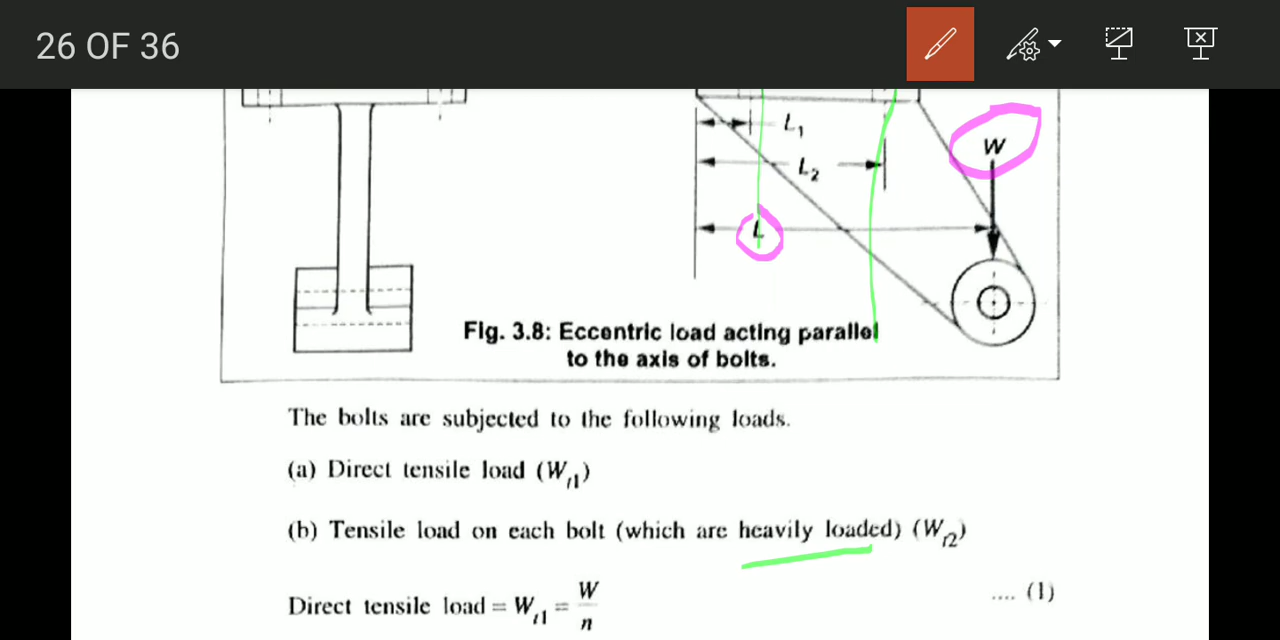 26 OF 36
L1
W
L2
L
Fig. 3.8: Eccentric load acting parallel
to the axis of bolts.
The bolts are subjected to the following loads.
(a) Direct tensile load (Wt1)
(b) Tensile load on each bolt (which are heavily loaded) (Wt2)
Direct tensile load = Wt1 = W/n .... (1)